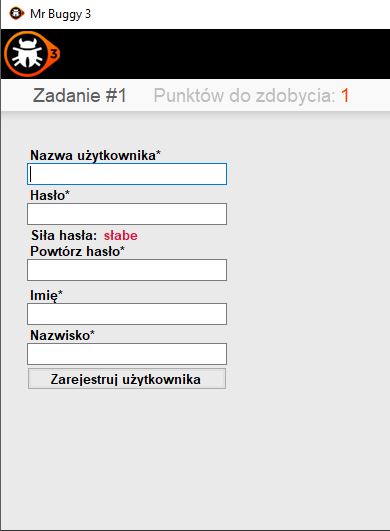 Mr Buggy 3
3
Zadanie #1 Punktów do zdobycia: 1
Nazwa użytkownika*
Hasło*
Siła hasła: słabe
Powtórz hasło*
Imię*
Nazwisko*
Zarejestruj użytkownika